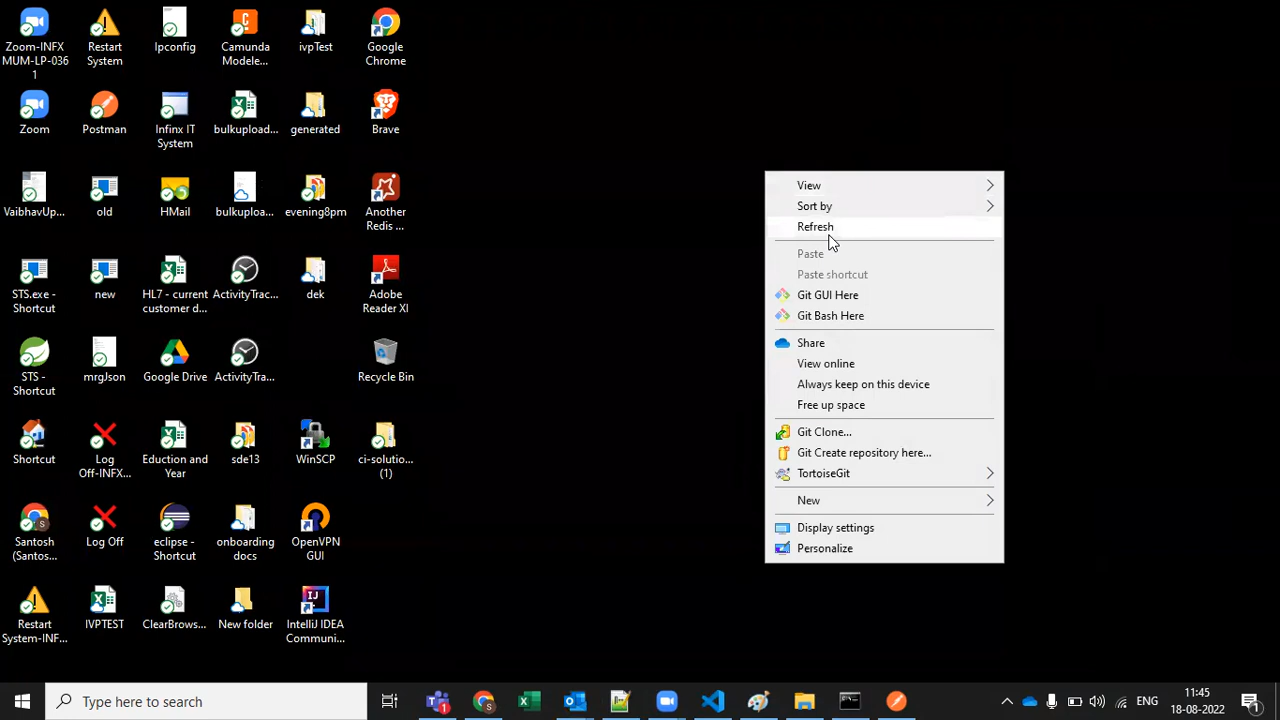 Zoom-INFX
MUM-LP-036
1
Restart
System
Ipconfig
Camunda
Modele...
ivpTest
Google
Chrome
Zoom
Postman
Infinx IT
System
bulkupload...
generated
Brave
VaibhavUp...
old
HMail
bulkuploa...
evening8pm
Another
Redis ...
STS.exe -
Shortcut
new
HL7 - current
customer d...
ActivityTrac...
dek
Adobe
Reader XI
STS -
Shortcut
mrgJson
Google Drive
ActivityTra...
Recycle Bin
Shortcut
Log
Off-INFX...
Eduction and
Year
sde13
WinSCP
ci-solutio...
(1)
Santosh
(Santos...
Log Off
eclipse -
Shortcut
onboarding
docs
OpenVPN
GUI
Restart
System-INF...
IVPTEST
ClearBrows...
New folder
IntelliJ IDEA
Communi...
View
Sort by
Refresh
Paste
Paste shortcut
Git GUI Here
Git Bash Here
Share
View online
Always keep on this device
Free up space
Git Clone...
Git Create repository here...
TortoiseGit
New
Display settings
Personalize
Type here to search
ENG
11:45
18-08-2022